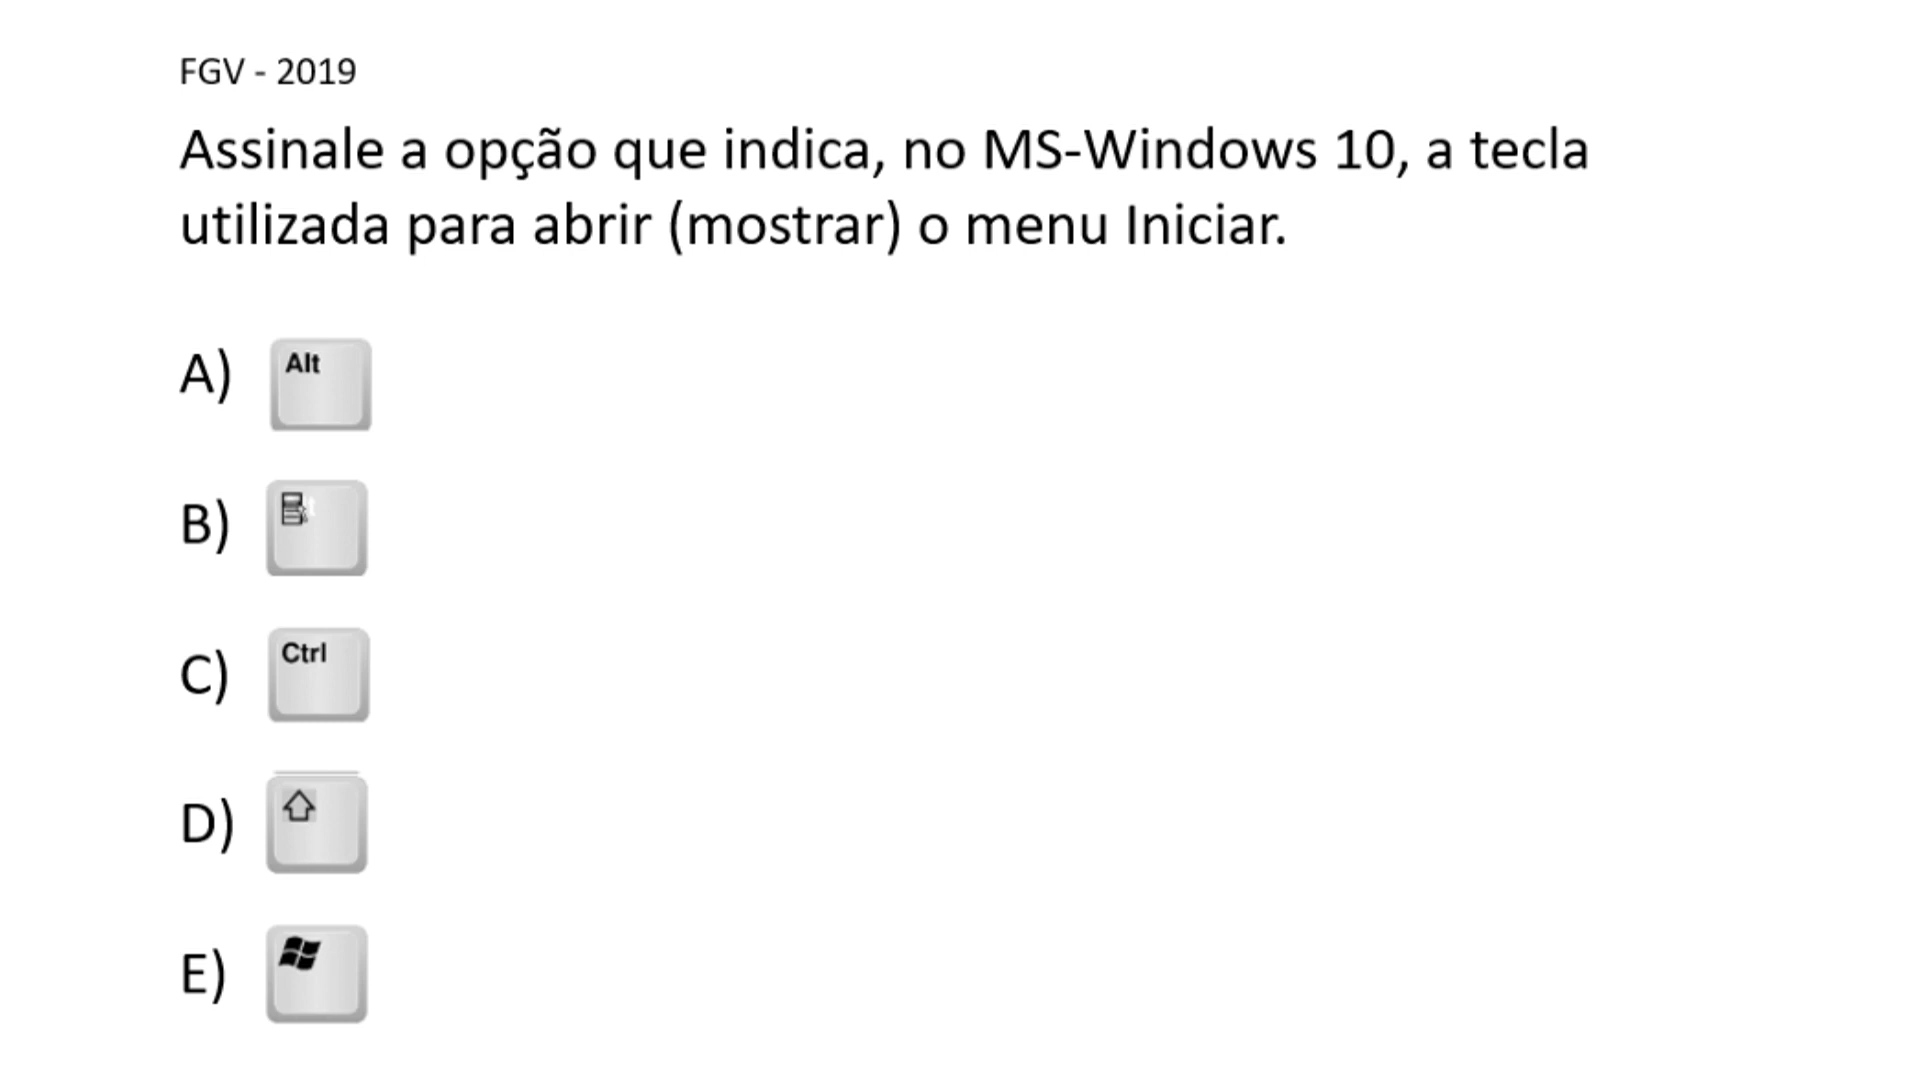 FGV - 2019
Assinale a opção que indica, no MS-Windows 10, a tecla
utilizada para abrir (mostrar) o menu Iniciar.
A) Alt
B)
C) Ctrl
D)
E)